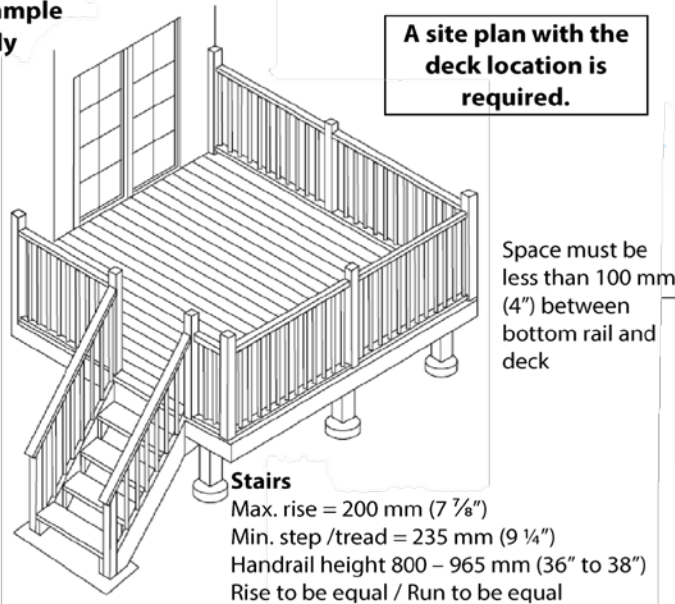 ample
ly
A site plan with the
deck location is
required.
Space must be
less than 100 mm
(4”) between
bottom rail and
deck
Stairs
Max. rise = 200 mm (7 ⅞”)
Min. step /tread = 235 mm (9 ¼”)
Handrail height 800 – 965 mm (36” to 38”)
Rise to be equal / Run to be equal